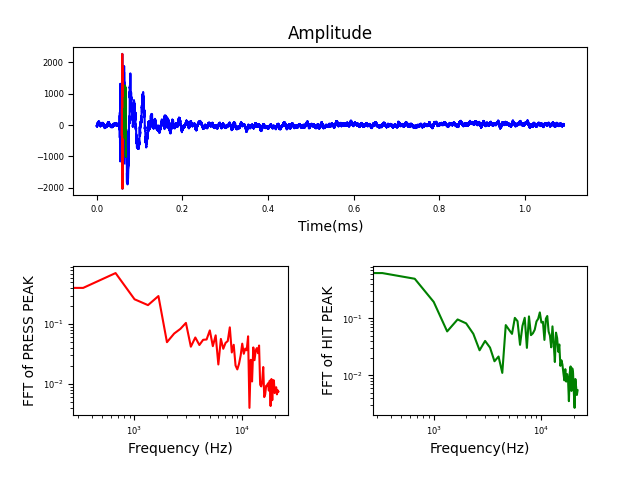 Amplitude
2000
1000
0
−1000
−2000
0.0 0.2 0.4 0.6 0.8 1.0
Time(ms)
FFT of PRESS PEAK
10⁻¹
10⁻²
10³ 10⁴
Frequency (Hz)
FFT of HIT PEAK
10⁻¹
10⁻²
10³ 10⁴
Frequency(Hz)